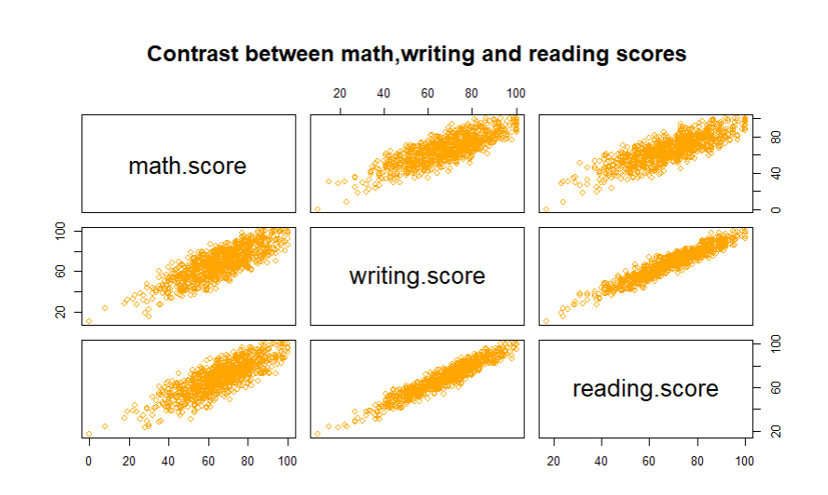 Contrast between math,writing and reading scores
20 40 60 80 100
math.score
0 40 80
20 60 100
writing.score
reading.score
20 60 100
0 20 40 60 80 100
20 40 60 80 100